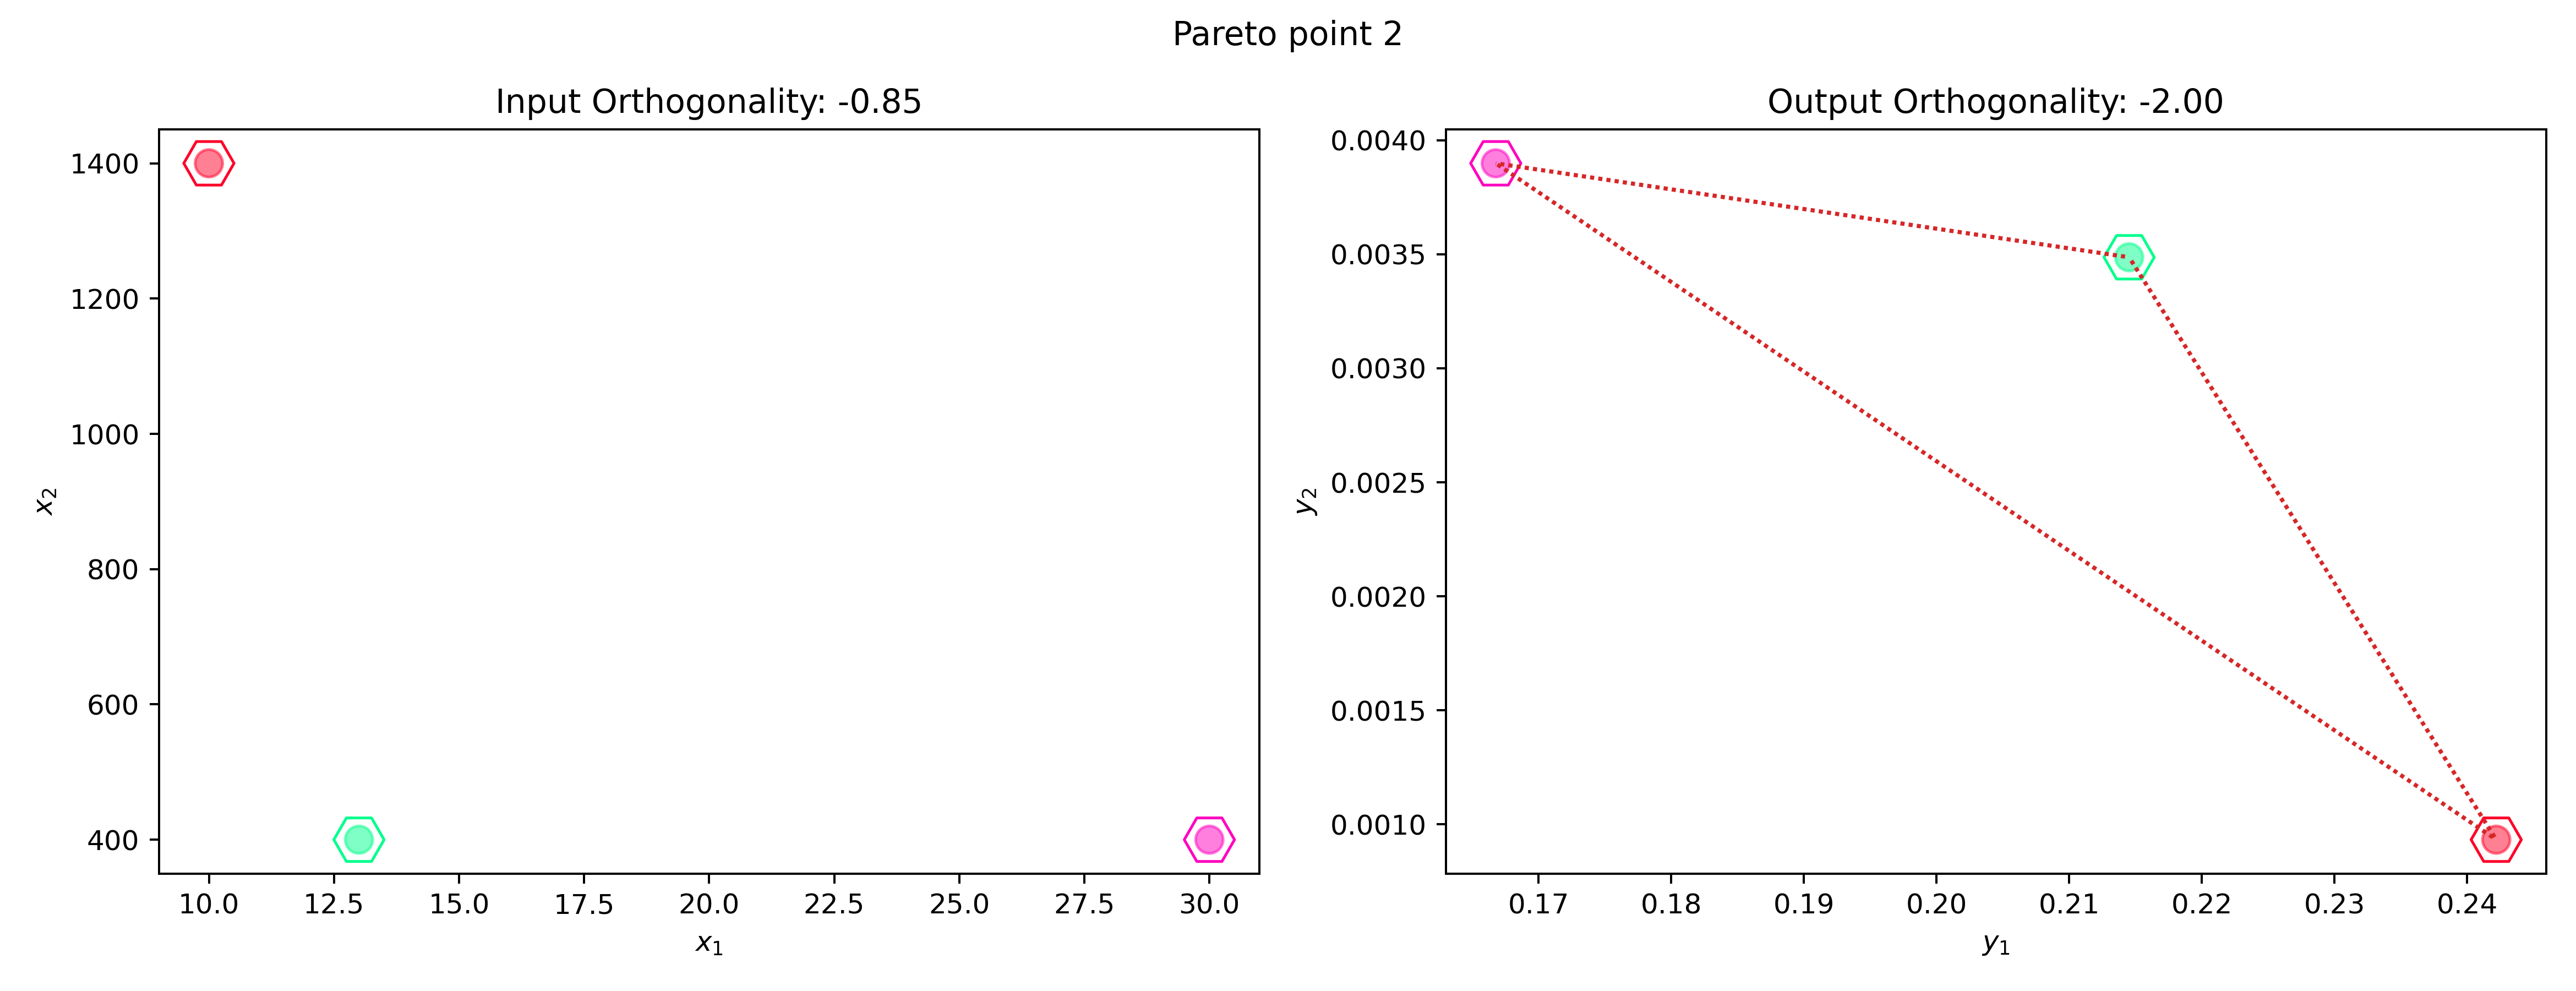 Pareto point 2
Input Orthogonality: -0.85
1400
1200
1000
800
600
400
x₂
10.0 12.5 15.0 17.5 20.0 22.5 25.0 27.5 30.0
x₁
Output Orthogonality: -2.00
0.0040
0.0035
0.0030
0.0025
0.0020
0.0015
0.0010
y₂
0.17 0.18 0.19 0.20 0.21 0.22 0.23 0.24
y₁